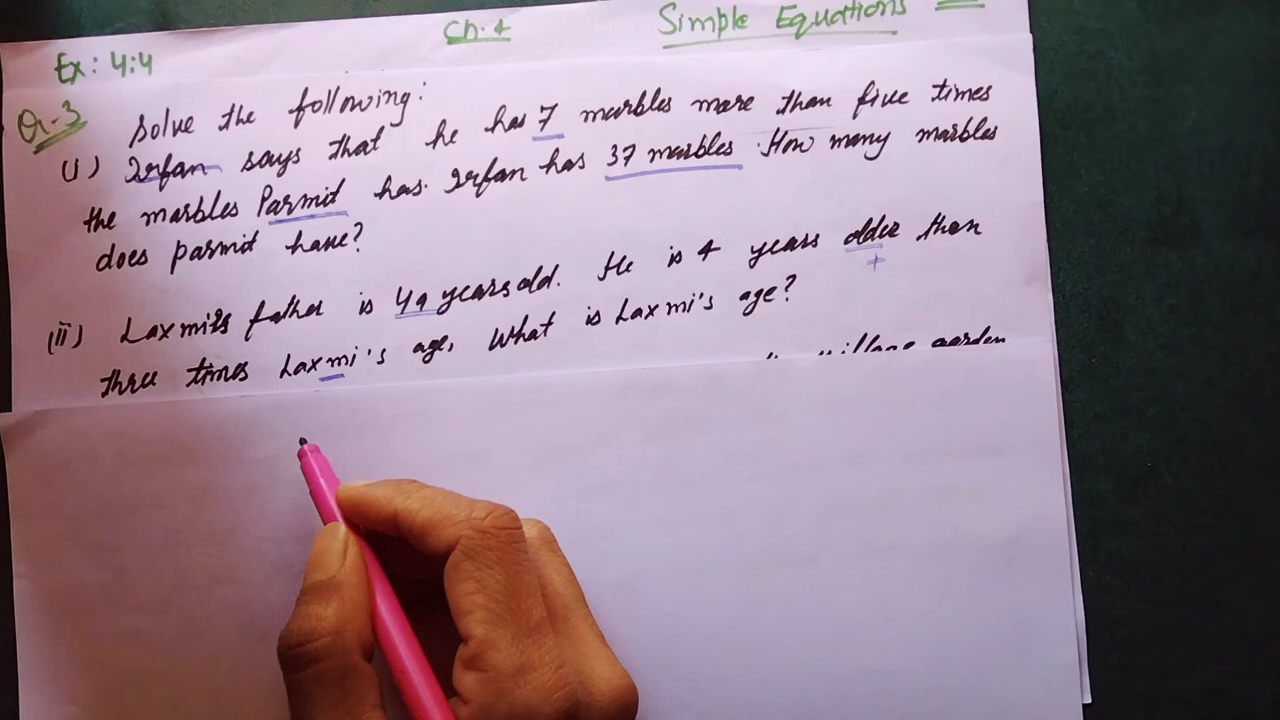 Ch.4 Simple Equations
Ex: 4:4
Q.3 Solve the following:
(i) Irfan says that he has 7 marbles more than five times
the marbles Parmit has. Irfan has 37 marbles. How many marbles
does parmit have?
(ii) Laxmi's father is 49 years old. He is 4 years older than
+
three times Laxmi's age. What is Laxmi's age?
village garden